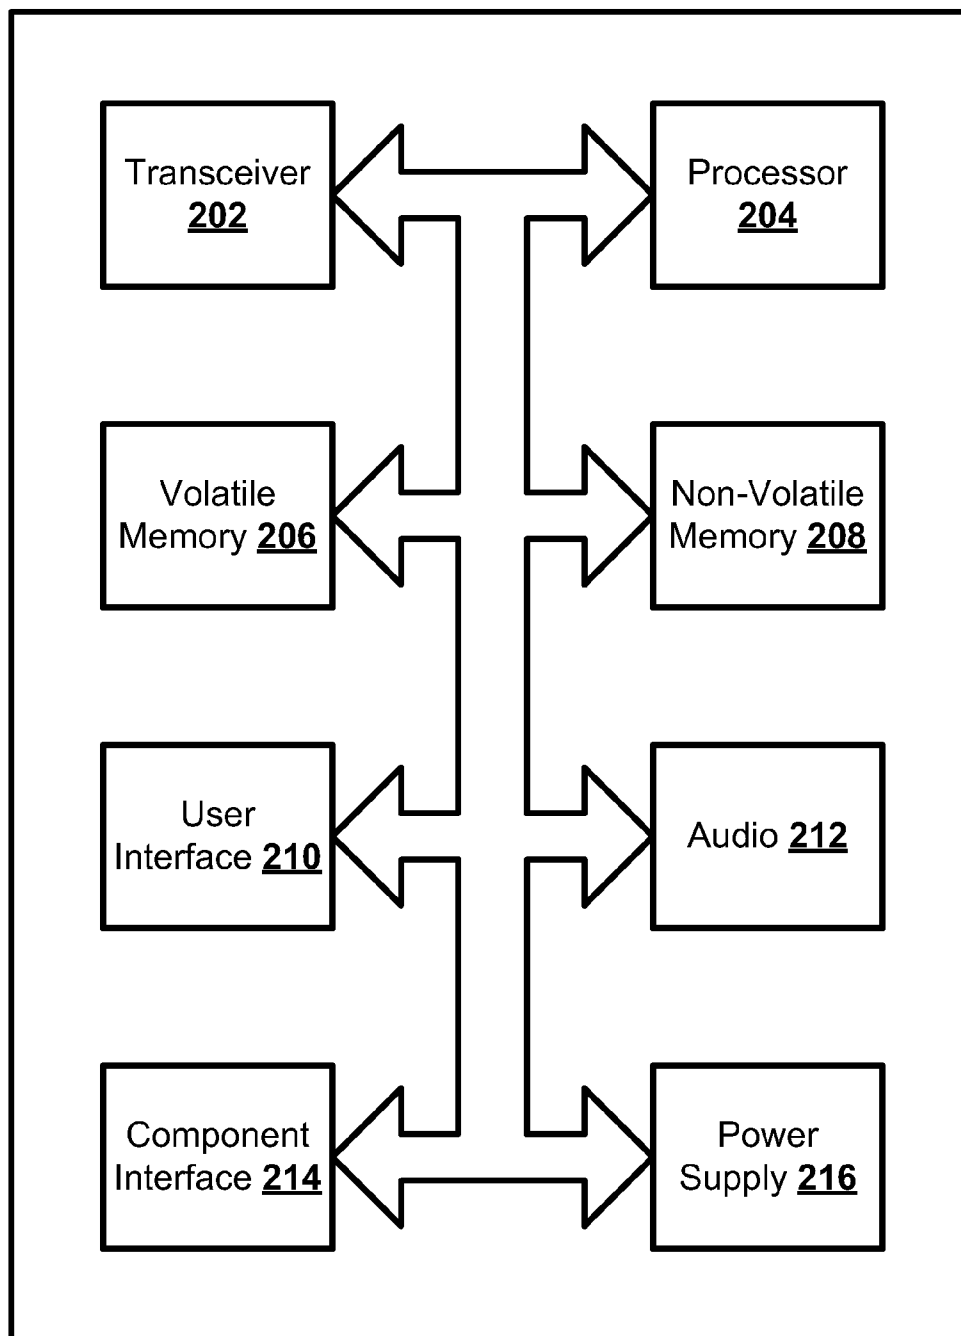 Transceiver
202
Processor
204
Volatile
Memory 206
Non-Volatile
Memory 208
User
Interface 210
Audio 212
Component
Interface 214
Power
Supply 216